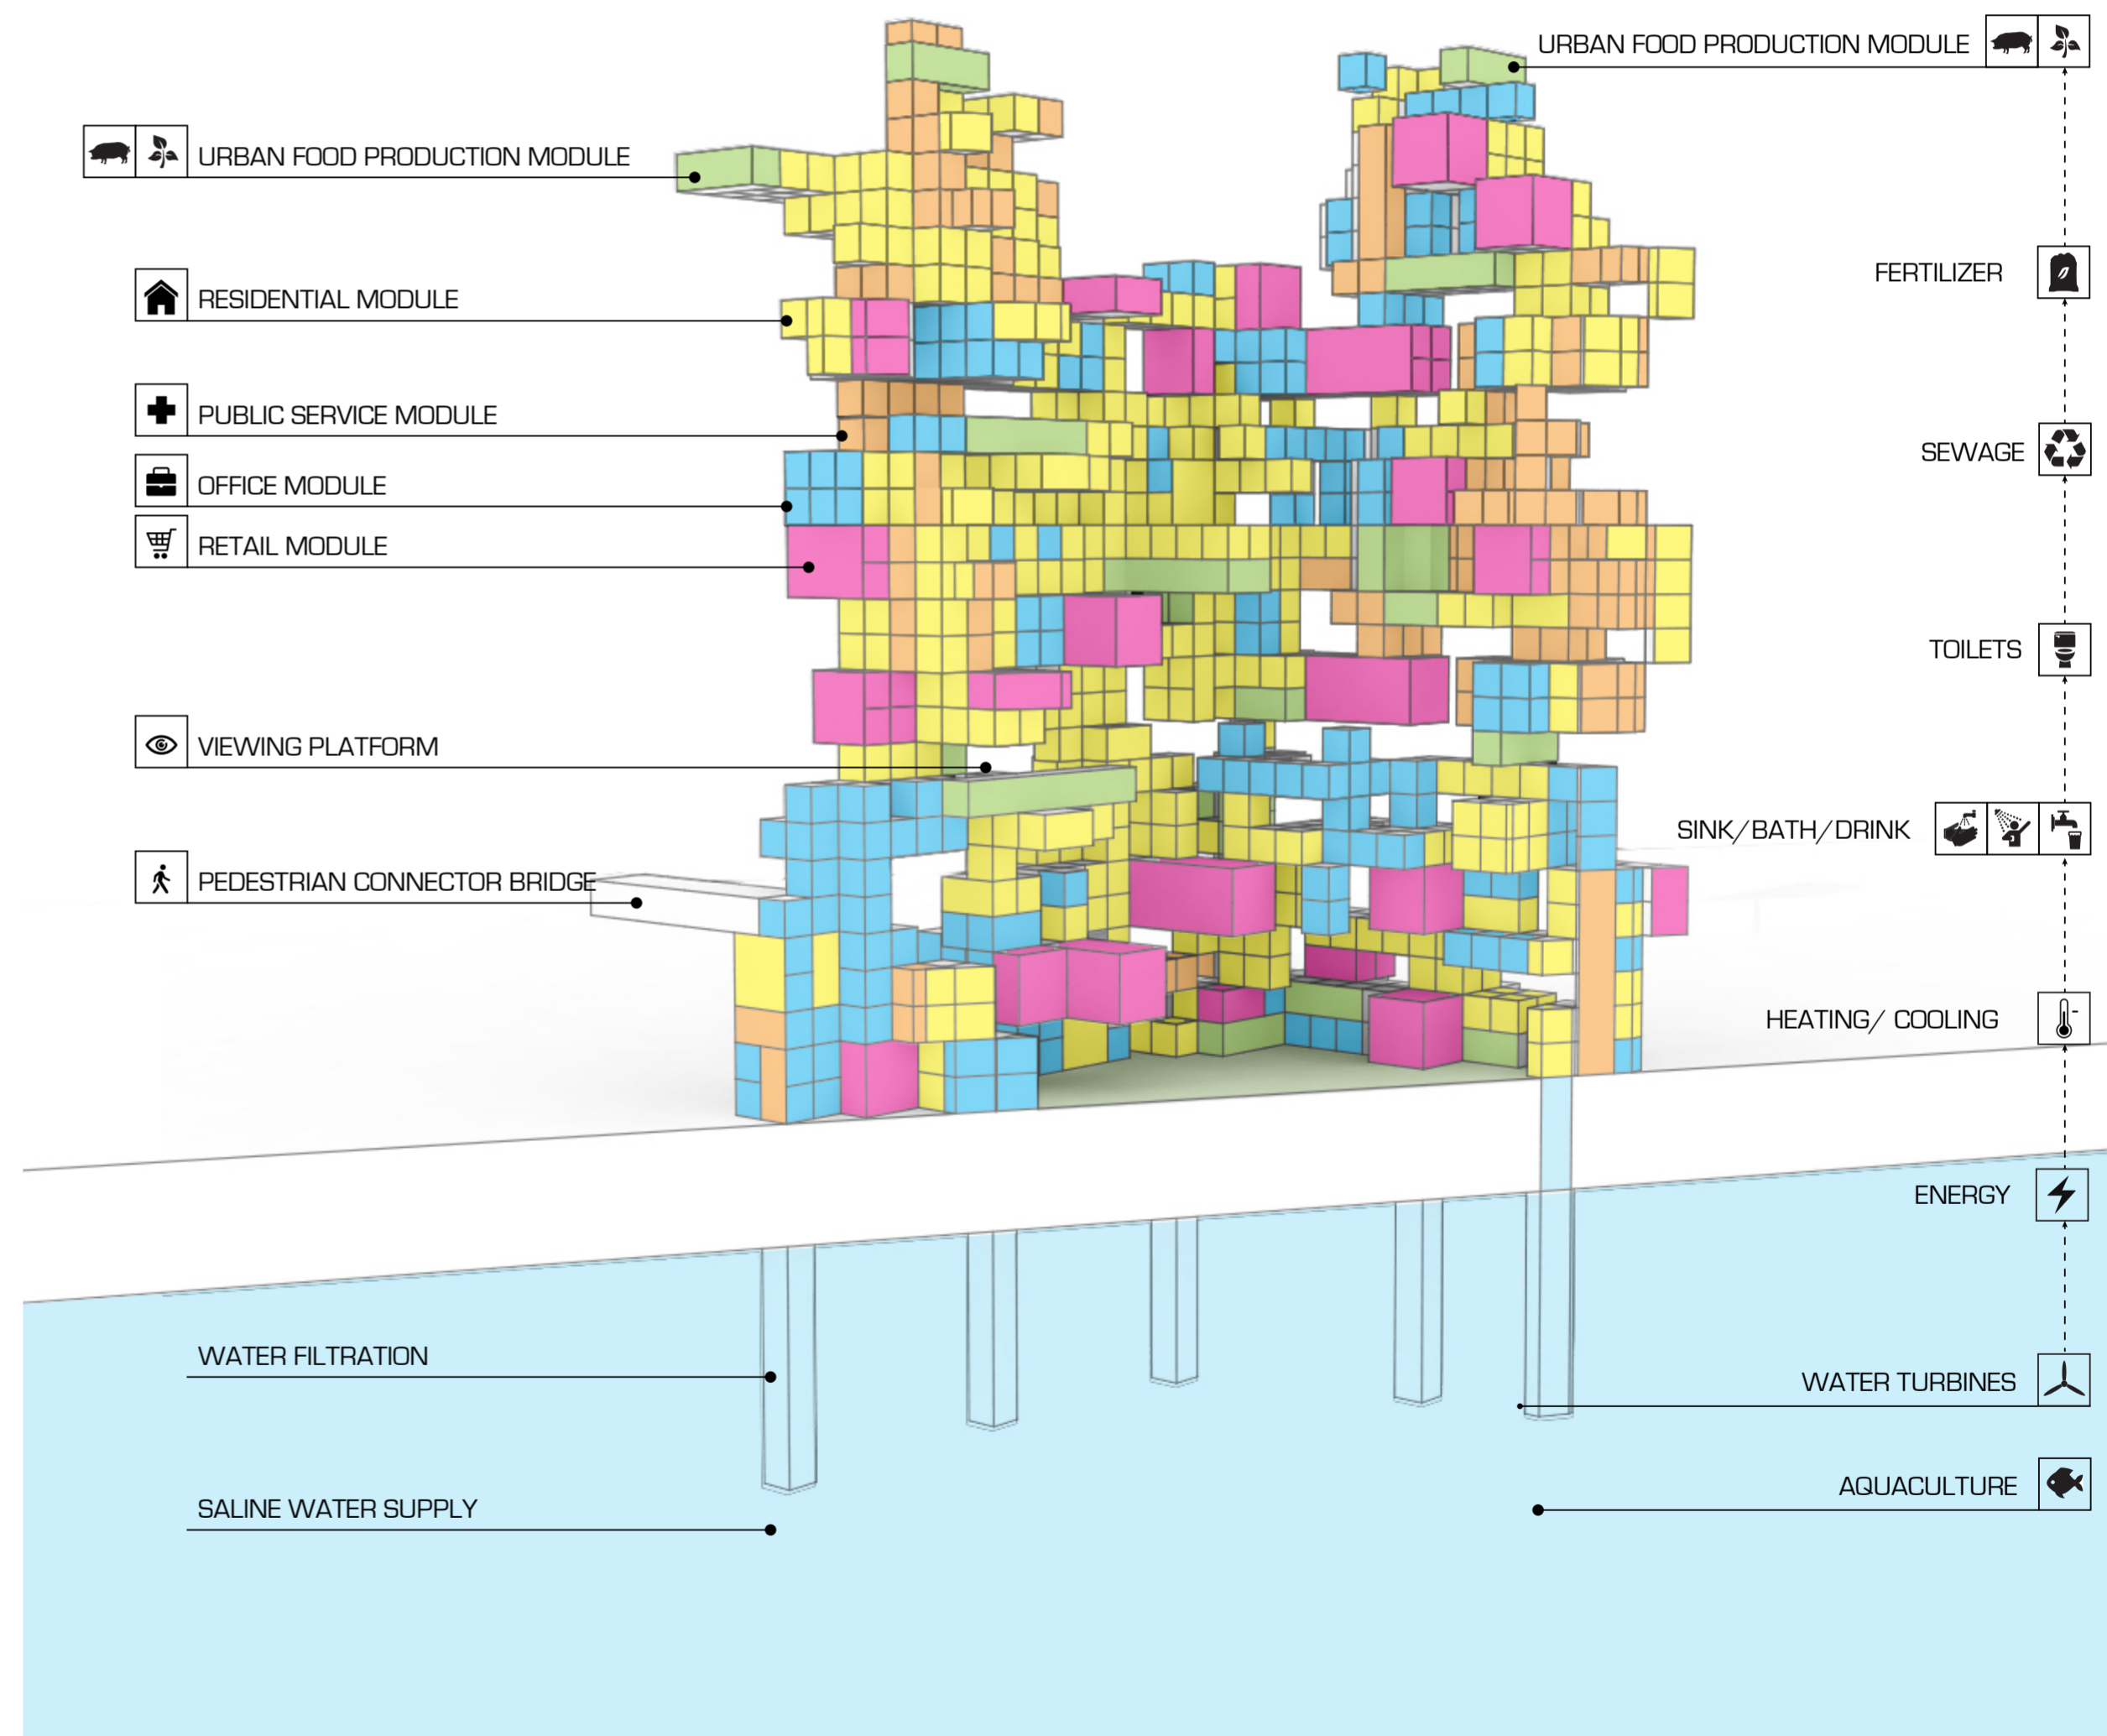 URBAN FOOD PRODUCTION MODULE
URBAN FOOD PRODUCTION MODULE
RESIDENTIAL MODULE
FERTILIZER
PUBLIC SERVICE MODULE
SEWAGE
OFFICE MODULE
RETAIL MODULE
TOILETS
VIEWING PLATFORM
SINK/BATH/DRINK
PEDESTRIAN CONNECTOR BRIDGE
HEATING/ COOLING
ENERGY
WATER FILTRATION
WATER TURBINES
AQUACULTURE
SALINE WATER SUPPLY